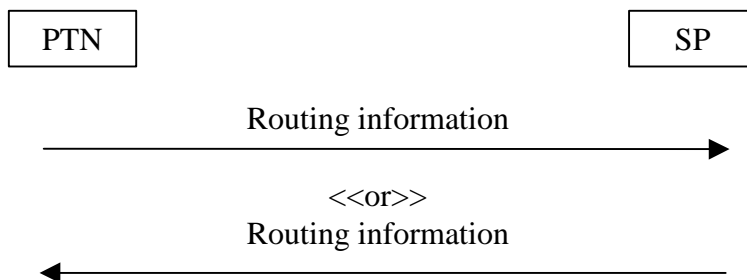 PTN
SP
Routing information
<<or>>
Routing information